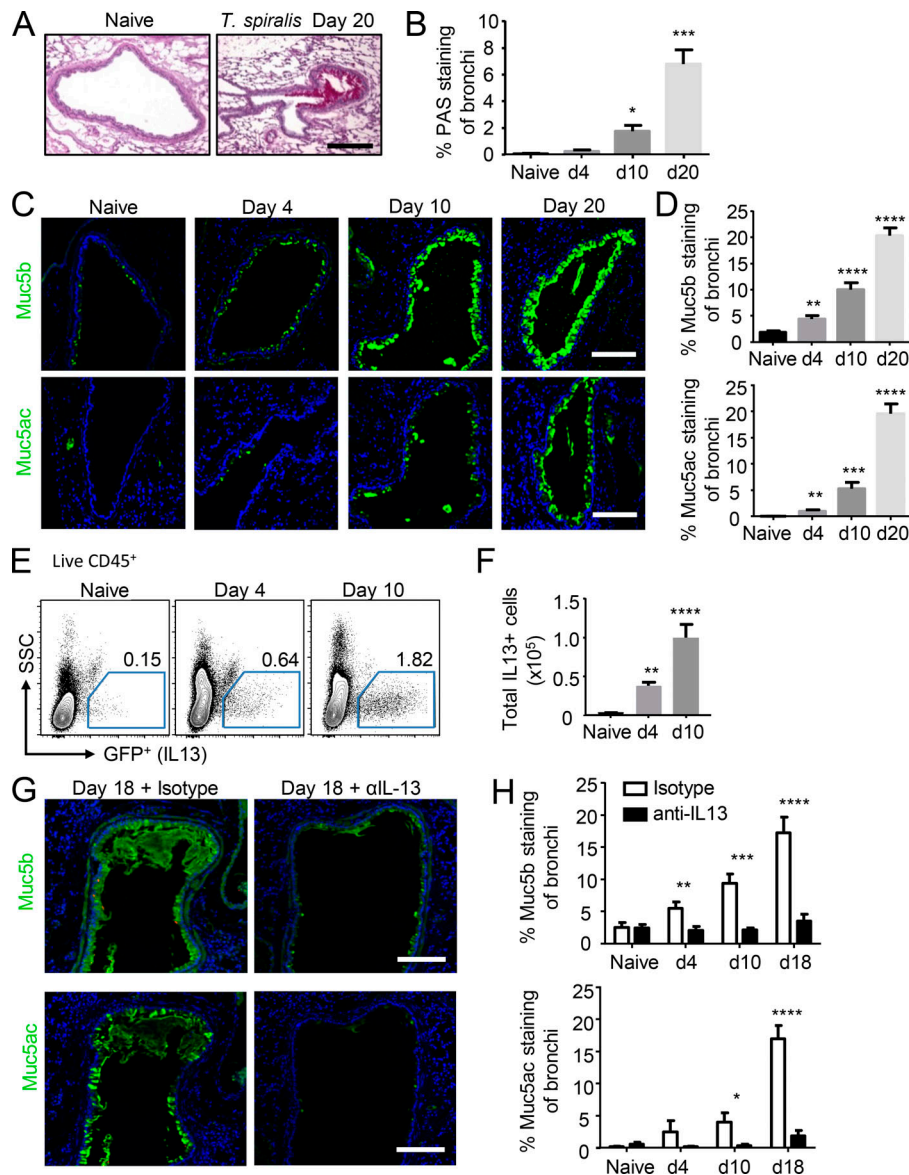 A
Naive
T. spiralis Day 20
B
% PAS staining
of bronchi
10
8
6
4
2
0
*
***
Naive d4 d10 d20
C
Naive
Day 4
Day 10
Day 20
Muc5b
Muc5ac
D
% Muc5b staining
of bronchi
25
20
15
10
5
0
**
****
****
Naive d4 d10 d20
% Muc5ac staining
of bronchi
25
20
15
10
5
0
**
***
****
Naive d4 d10 d20
E
Live CD45+
Naive
Day 4
Day 10
SSC
0.15
0.64
1.82
GFP+ (IL13)
F
Total IL13+ cells
(x10⁵)
1.5
1.0
0.5
0
**
****
Naive d4 d10
G
Day 18 + Isotype
Day 18 + αIL-13
Muc5b
Muc5ac
H
% Muc5b staining
of bronchi
25
20
15
10
5
0
Isotype
anti-IL13
**
***
****
Naive d4 d10 d18
% Muc5ac staining
of bronchi
25
20
15
10
5
0
*
****
Naive d4 d10 d18